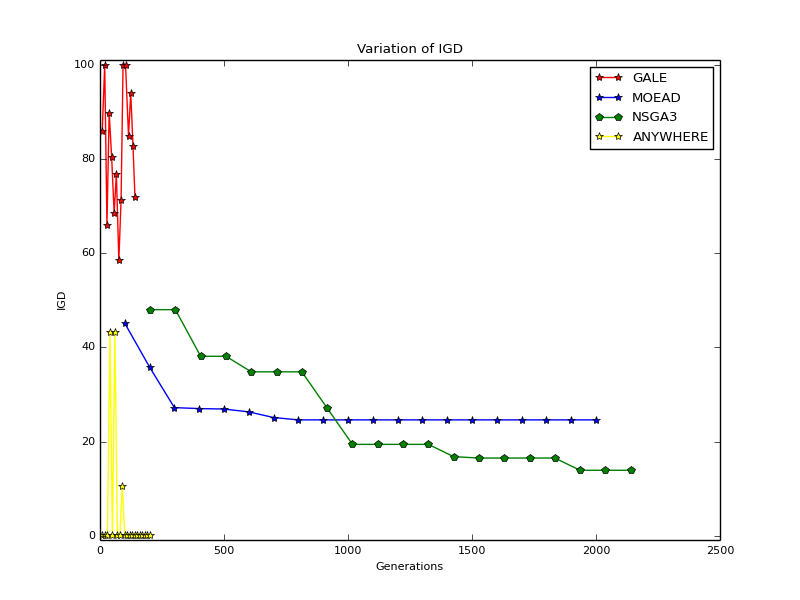 Variation of IGD
GALE
MOEAD
NSGA3
ANYWHERE
100
80
60
40
20
0
IGD
0 500 1000 1500 2000 2500
Generations